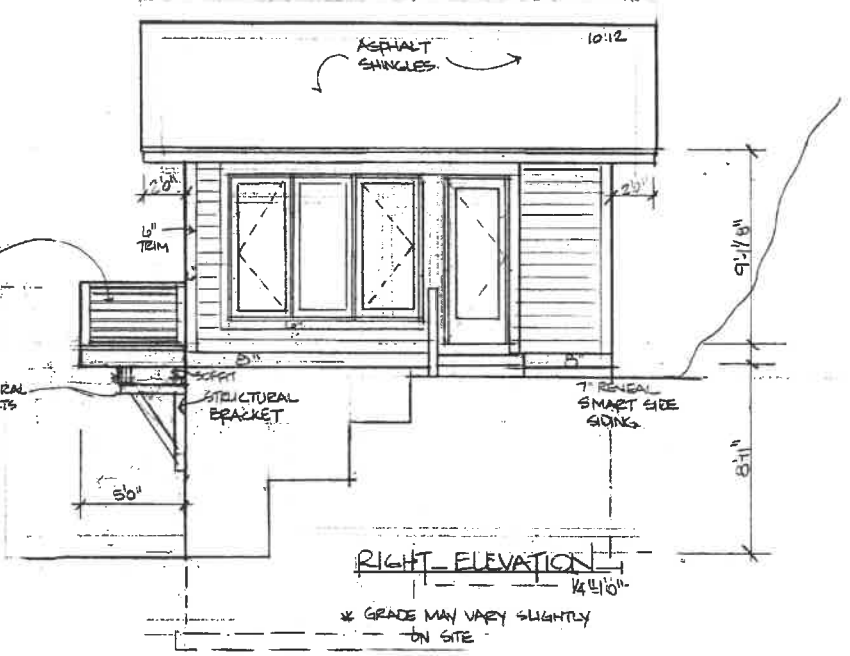 10:12
ASPHALT
SHINGLES
2'0"
2'0"
6"
TRIM
9'1 1/8"
8"
8"
SOFFIT
STRUCTURAL
BRACKET
7" REVEAL
SMART SIDE
SIDING
8'11"
5'0"
RIGHT ELEVATION
1/4"=1'0"
* GRADE MAY VARY SLIGHTLY
ON SITE